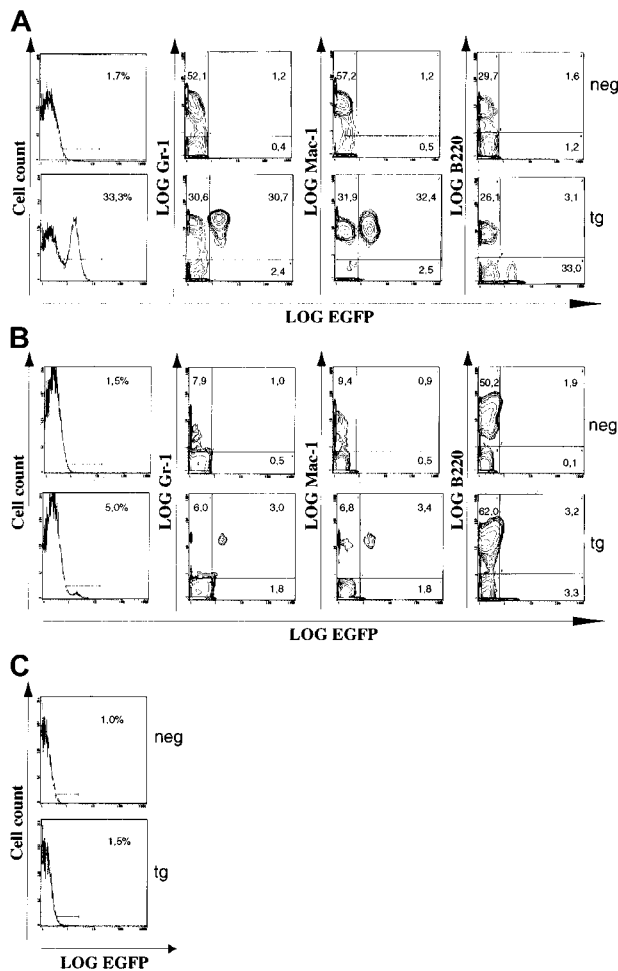 A
Cell count
1.7%
LOG Gr-1
52,1
1,2
0,4
LOG Mac-1
57,2
1,2
0,5
LOG B220
29,7
1,6
1,2
neg
Cell count
33,3%
30,6
30,7
2,4
31,9
32,4
2.5
26,1
3,1
33,0
tg
LOG EGFP
B
Cell count
1,5%
LOG Gr-1
7,9
1,0
0,5
LOG Mac-1
9,4
0,9
0,5
LOG B220
50,2
1,9
0,1
neg
Cell count
5,0%
6,0
3,0
1,8
6,8
3,4
1,8
62,0
3,2
3,3
tg
LOG EGFP
C
Cell count
1,0%
neg
Cell count
1,5%
tg
LOG EGFP